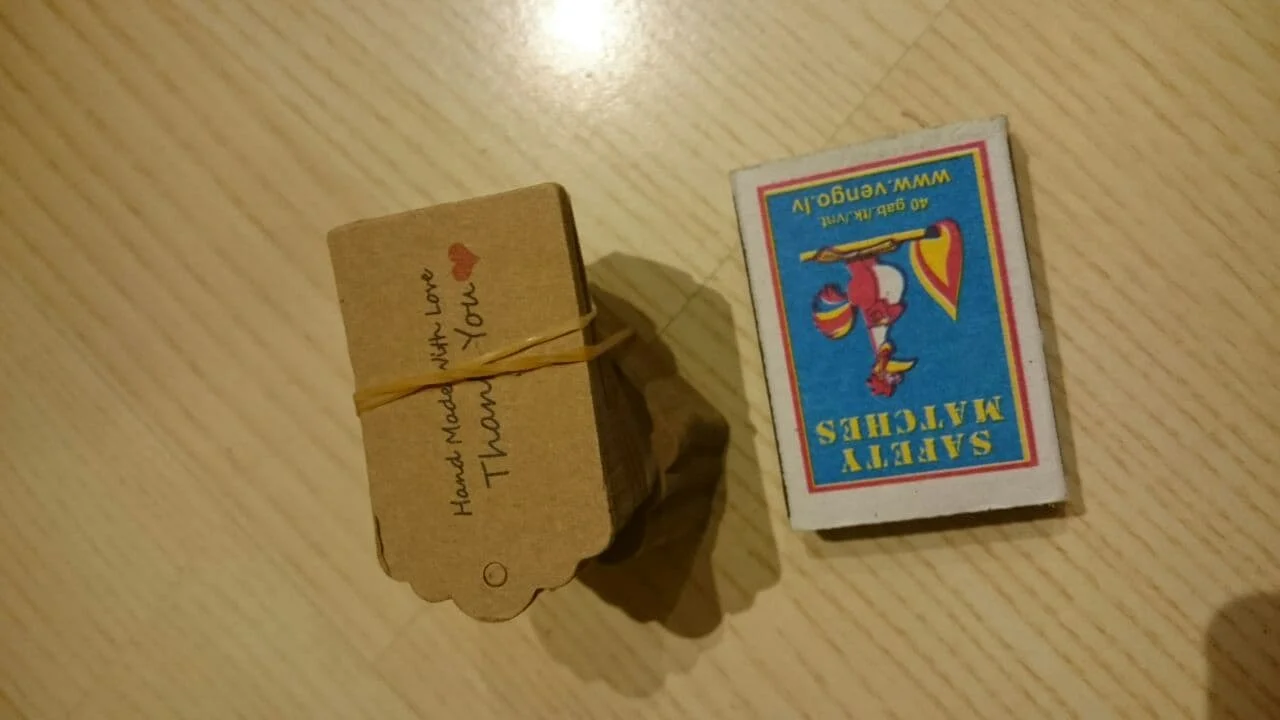 Hand Made With Love
Thank You
SAFETY
MATCHES
40 gab./tk./vnt.
www.vengo.lv